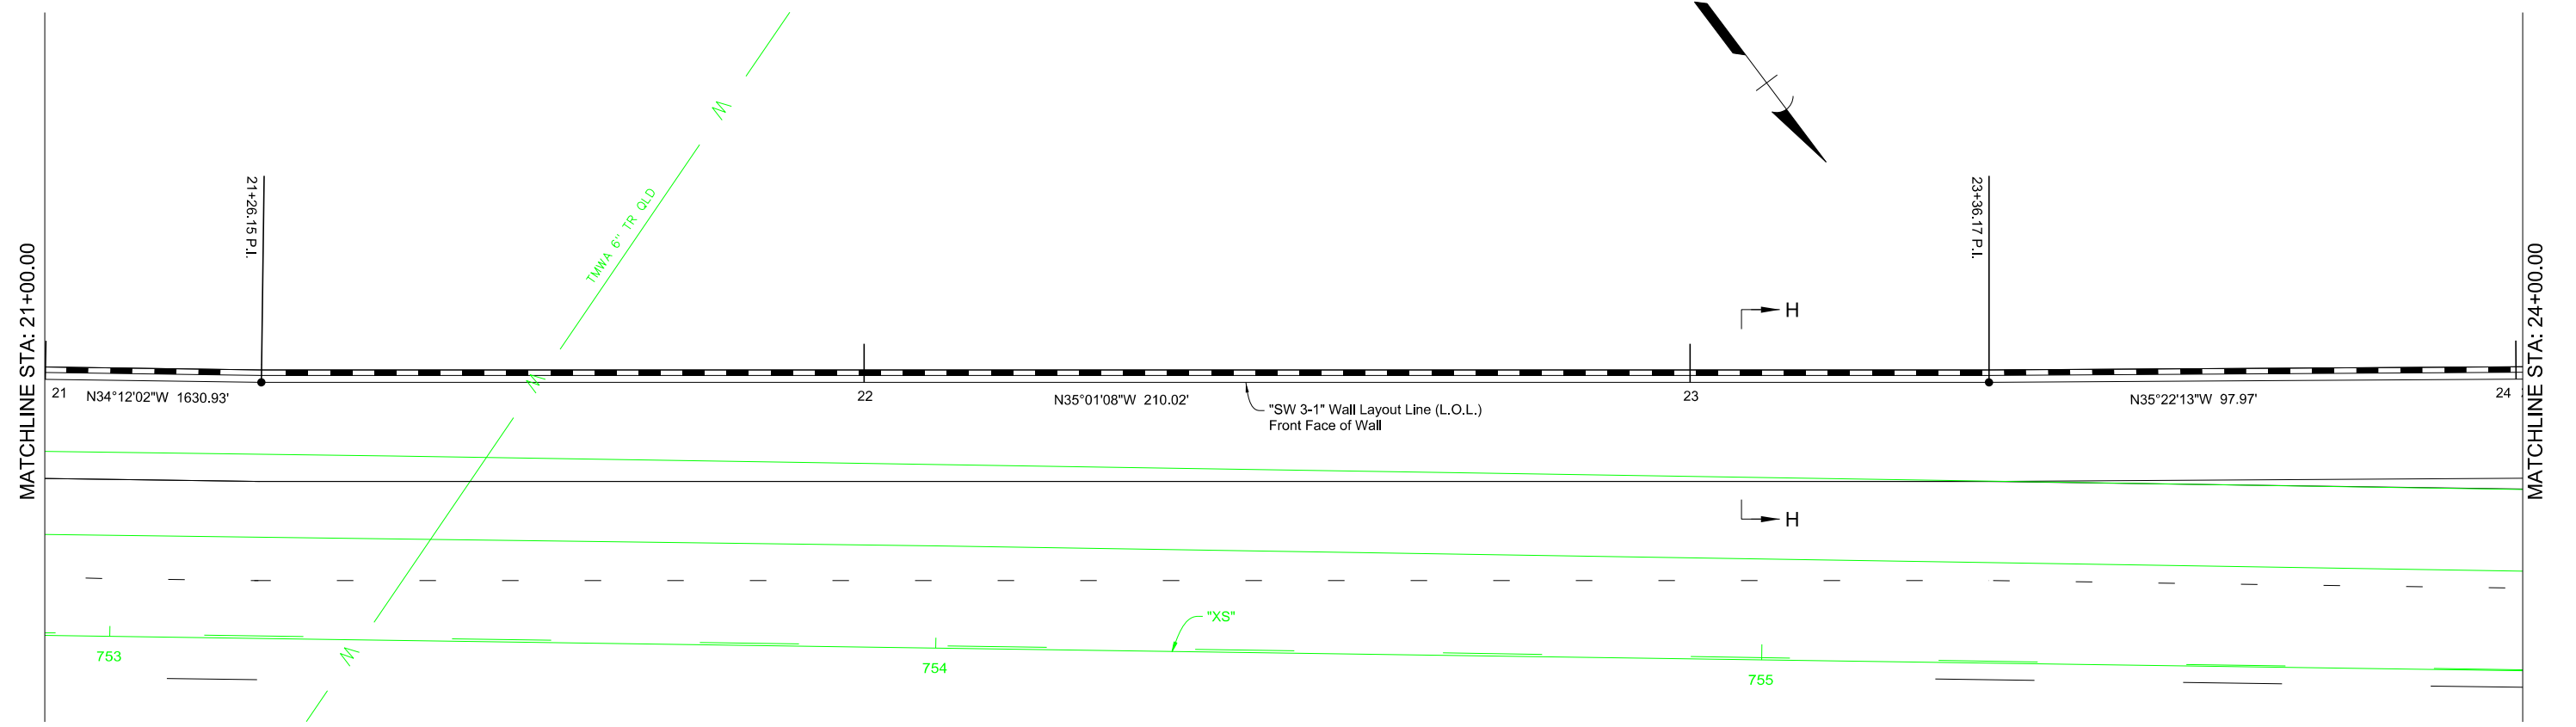 MATCHLINE STA: 21+00.00
21+26.15 P.I.
TMWA 6" TR QLD
W
W
W
23+36.17 P.I.
H
MATCHLINE STA: 24+00.00
21
N34°12'02"W 1630.93'
22
N35°01'08"W 210.02'
"SW 3-1" Wall Layout Line (L.O.L.)
Front Face of Wall
23
N35°22'13"W 97.97'
24
H
"XS"
753
754
755